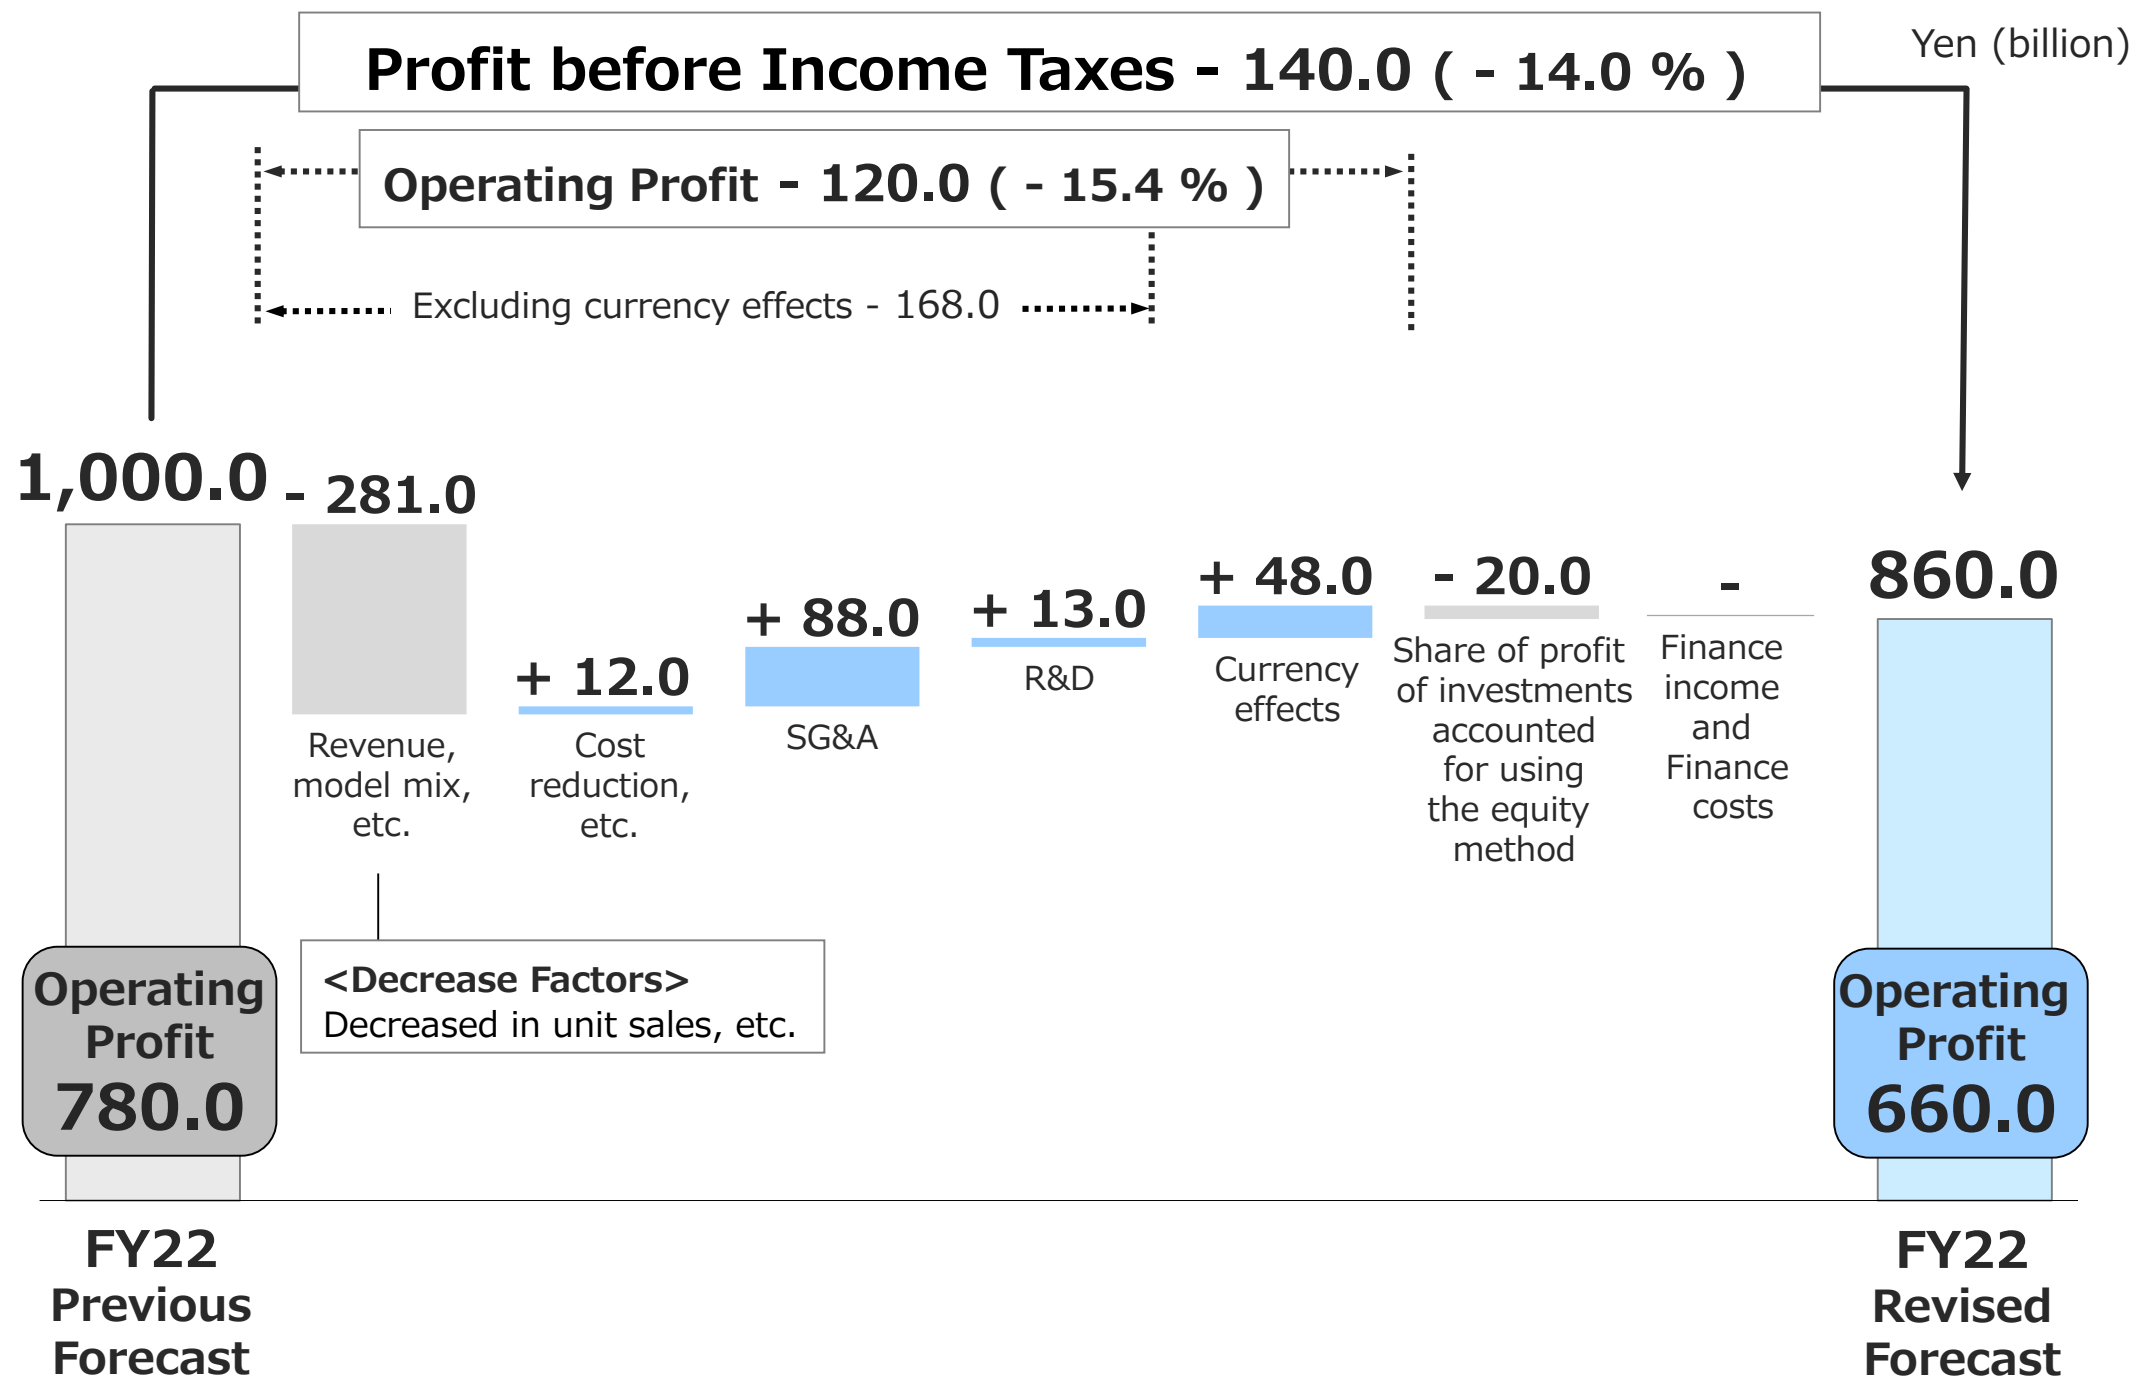 Yen (billion)
Profit before Income Taxes - 140.0 ( - 14.0 % )
Operating Profit - 120.0 ( - 15.4 % )
Excluding currency effects - 168.0
1,000.0
- 281.0
Revenue,
model mix,
etc.
+ 12.0
Cost
reduction,
etc.
+ 88.0
SG&A
+ 13.0
R&D
+ 48.0
Currency
effects
- 20.0
Share of profit
of investments
accounted
for using
the equity
method
-
Finance
income
and
Finance
costs
860.0
<Decrease Factors>
Decreased in unit sales, etc.
Operating
Profit
780.0
Operating
Profit
660.0
FY22
Previous
Forecast
FY22
Revised
Forecast